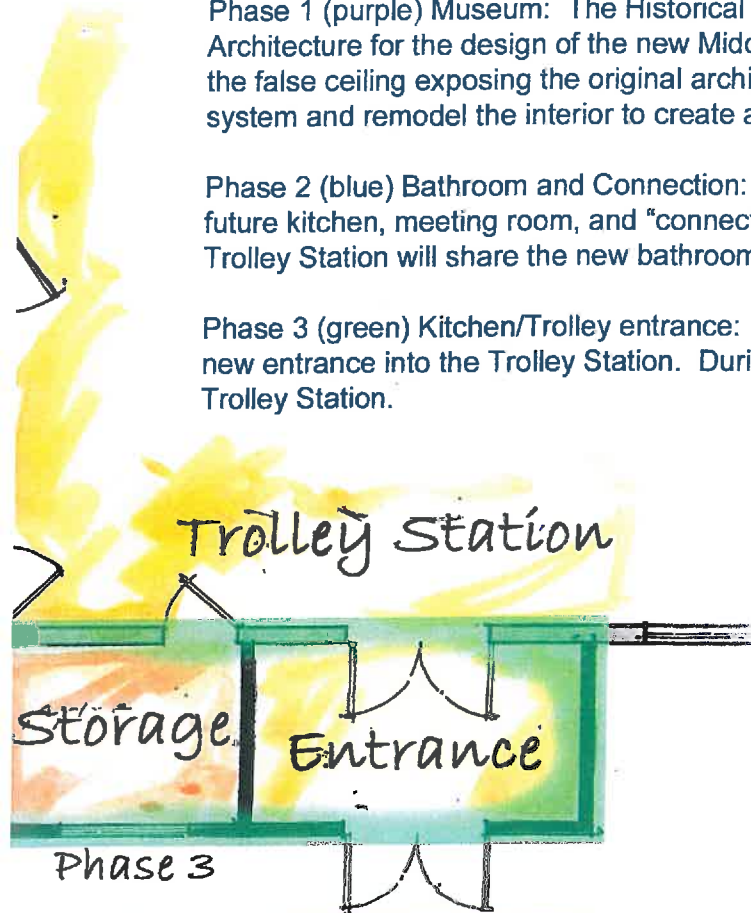 Phase 1 (purple) Museum: The Historical
Architecture for the design of the new Midd
the false ceiling exposing the original archi
system and remodel the interior to create a
Phase 2 (blue) Bathroom and Connection:
future kitchen, meeting room, and "connect
Trolley Station will share the new bathroom
Phase 3 (green) Kitchen/Trolley entrance:
new entrance into the Trolley Station. Duri
Trolley Station.
Trolley Station
Storage
Entrance
Phase 3